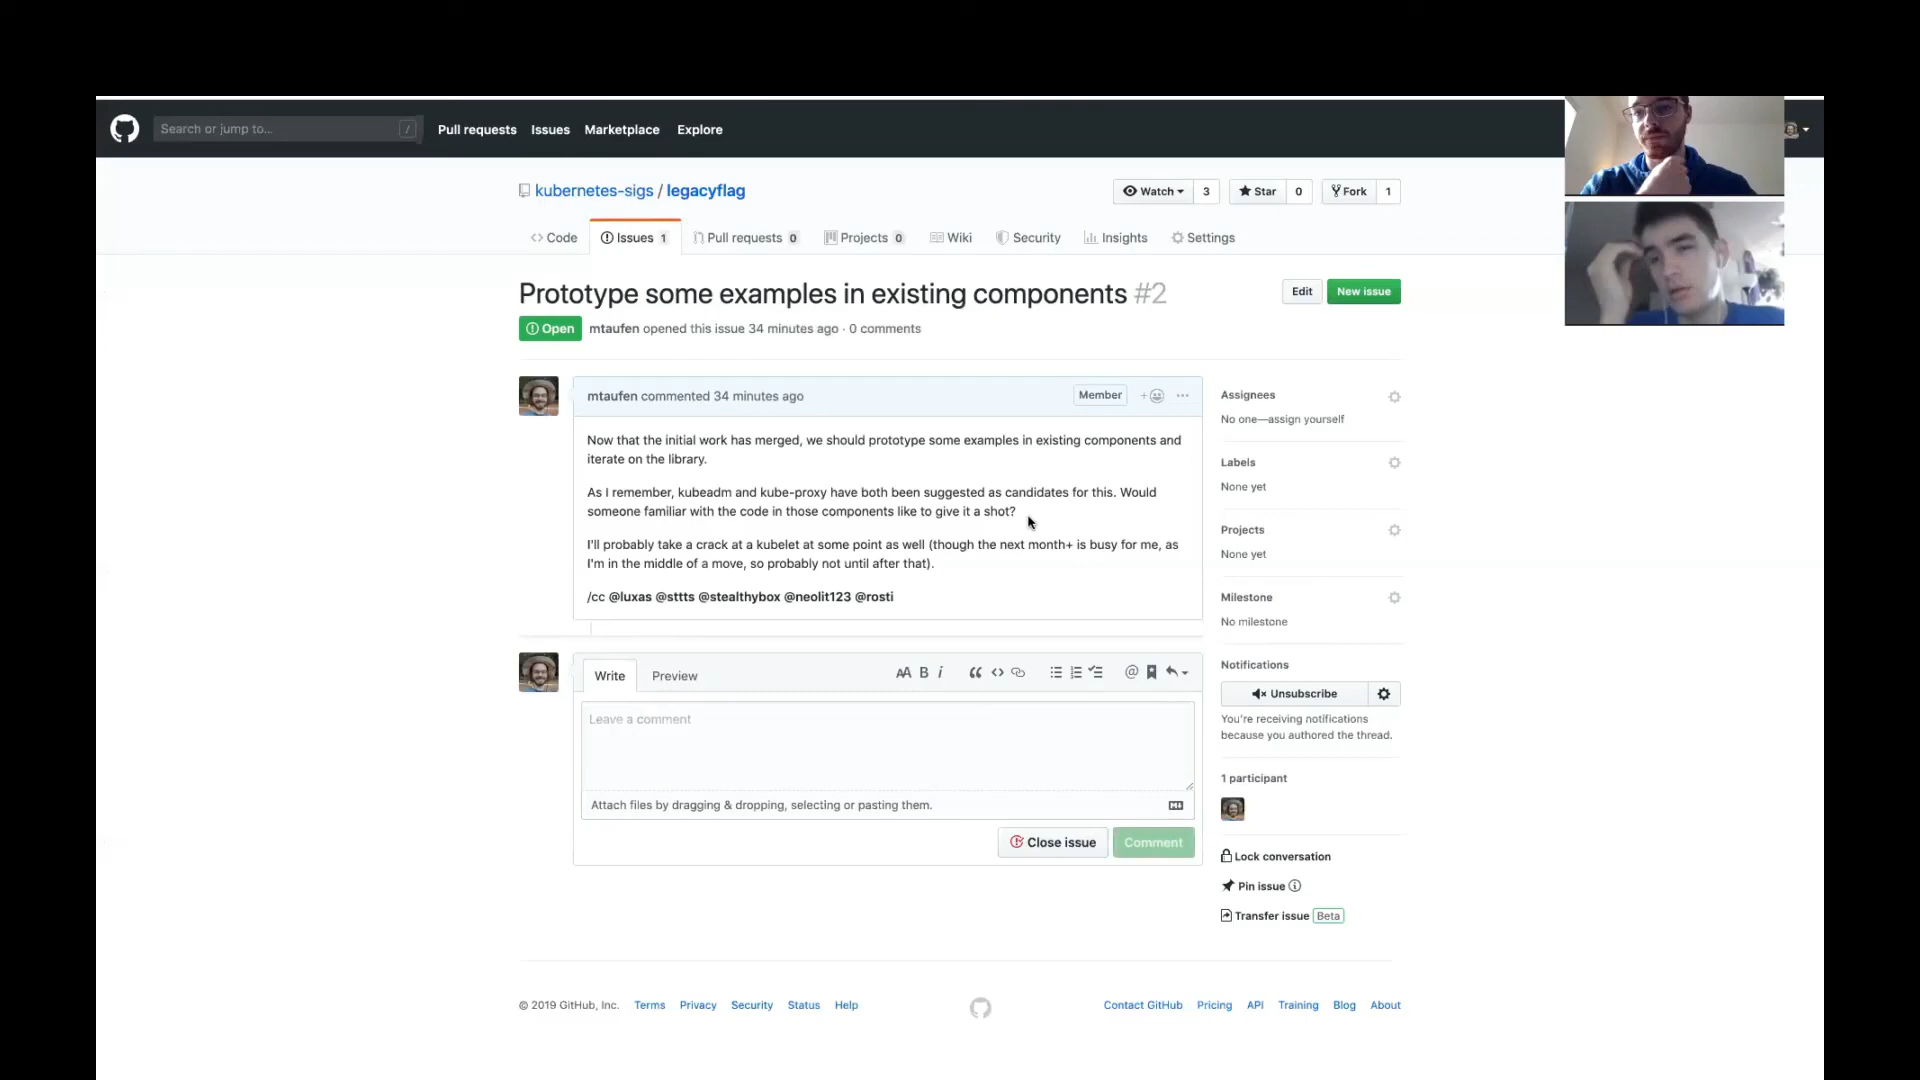 Search or jump to... /
Pull requests Issues Marketplace Explore
kubernetes-sigs / legacyflag
Watch 3 Star 0 Fork 1
Code Issues 1 Pull requests 0 Projects 0 Wiki Security Insights Settings
Prototype some examples in existing components #2
Edit New issue
Open mtaufen opened this issue 34 minutes ago · 0 comments
mtaufen commented 34 minutes ago
Member
Now that the initial work has merged, we should prototype some examples in existing components and
iterate on the library.
As I remember, kubeadm and kube-proxy have both been suggested as candidates for this. Would
someone familiar with the code in those components like to give it a shot?
I'll probably take a crack at a kubelet at some point as well (though the next month+ is busy for me, as
I'm in the middle of a move, so probably not until after that).
/cc @luxas @sttts @stealthybox @neolit123 @rosti
Write Preview
AA B i
Leave a comment
Attach files by dragging & dropping, selecting or pasting them.
Close issue Comment
Assignees
No one—assign yourself
Labels
None yet
Projects
None yet
Milestone
No milestone
Notifications
Unsubscribe
You're receiving notifications
because you authored the thread.
1 participant
Lock conversation
Pin issue
Transfer issue Beta
© 2019 GitHub, Inc. Terms Privacy Security Status Help
Contact GitHub Pricing API Training Blog About